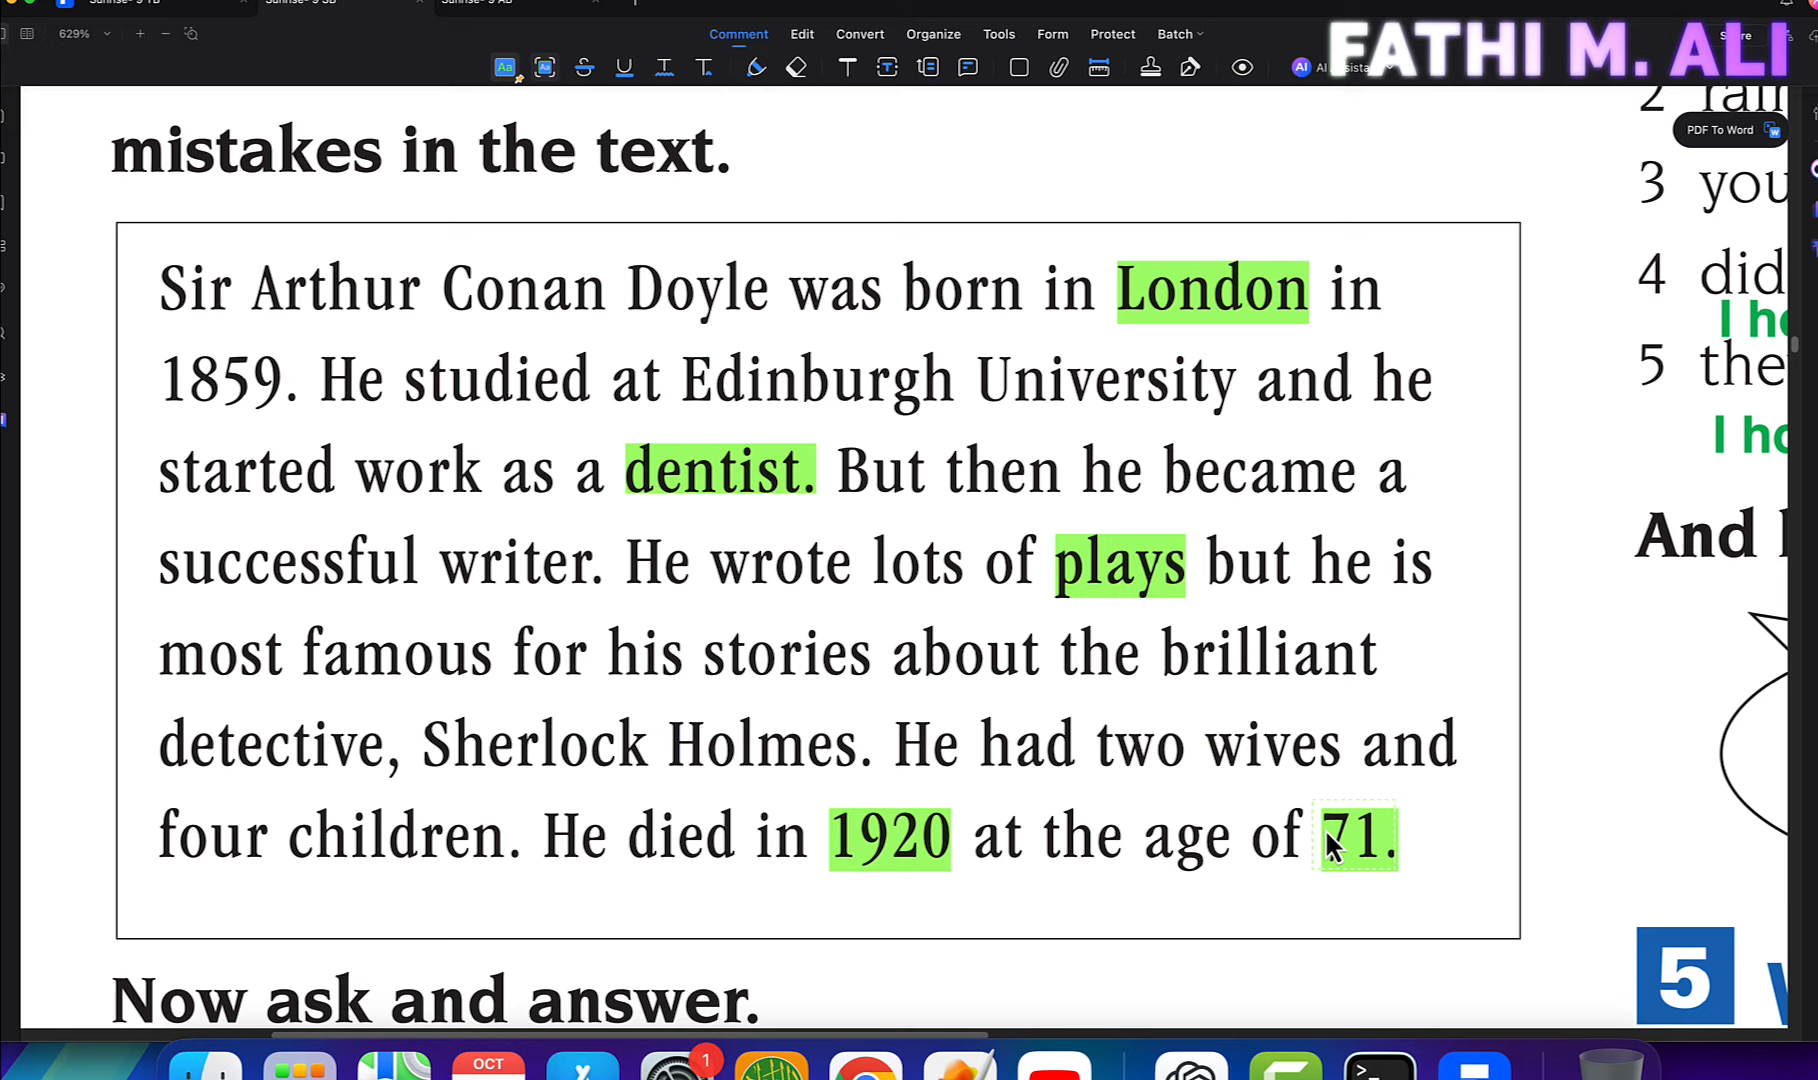 629%
Comment Edit Convert Organize Tools Form Protect Share
Batch
FATHI M. ALI
PDF To Word
mistakes in the text.
Sir Arthur Conan Doyle was born in London in
1859. He studied at Edinburgh University and he
started work as a dentist. But then he became a
successful writer. He wrote lots of plays but he is
most famous for his stories about the brilliant
detective, Sherlock Holmes. He had two wives and
four children. He died in 1920 at the age of 71.
Now ask and answer.
2
3 you
4 did
5 the
And
5
OCT
1